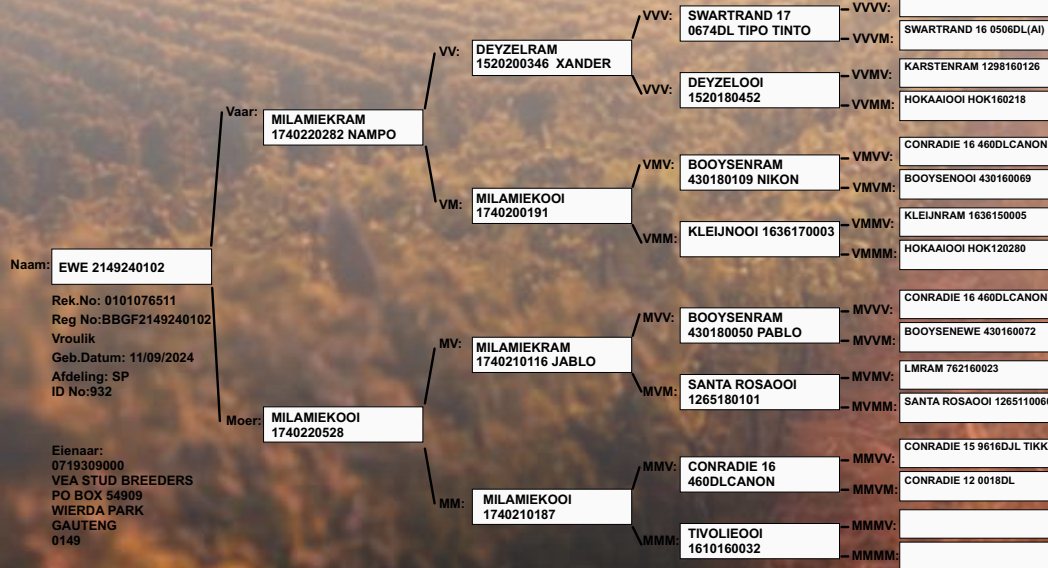 Naam:
EWE 2149240102
Rek.No: 0101076511
Reg No:BBGF2149240102
Vroulik
Geb.Datum: 11/09/2024
Afdeling: SP
ID No:932
Eienaar:
0719309000
VEA STUD BREEDERS
PO BOX 54909
WIERDA PARK
GAUTENG
0149
Vaar:
MILAMIEKRAM
1740220282 NAMPO
Moer:
MILAMIEKOOI
1740220528
VV:
DEYZELRAM
1520200346 XANDER
VM:
MILAMIEKOOI
1740200191
MV:
MILAMIEKRAM
1740210116 JABLO
MM:
MILAMIEKOOI
1740210187
VVV:
SWARTRAND 17
0674DL TIPO TINTO
VVV:
DEYZELOOI
1520180452
VMV:
BOOYSENRAM
430180109 NIKON
VMM:
KLEIJNOOI 1636170003
MVV:
BOOYSENRAM
430180050 PABLO
MVM:
SANTA ROSAOOI
1265180101
MMV:
CONRADIE 16
460DLCANON
MMM:
TIVOLIEOOI
1610160032
VVVV:
VVVM:
SWARTRAND 16 0506DL(AI)
VVMV:
KARSTENRAM 1298160126
VVMM:
HOKAAIOOI HOK160218
VMVV:
CONRADIE 16 460DLCANON
VMVM:
BOOYSENOOI 430160069
VMMV:
KLEIJNRAM 1636150005
VMMM:
HOKAAIOOI HOK120280
MVVV:
CONRADIE 16 460DLCANON
MVVM:
BOOYSENEWE 430160072
MVMV:
LMRAM 762160023
MVMM:
SANTA ROSAOOI
MMVV:
CONRADIE 15 9616DJL TIKK
MMVM:
CONRADIE 12 0018DL
MMMV:
MMMM: